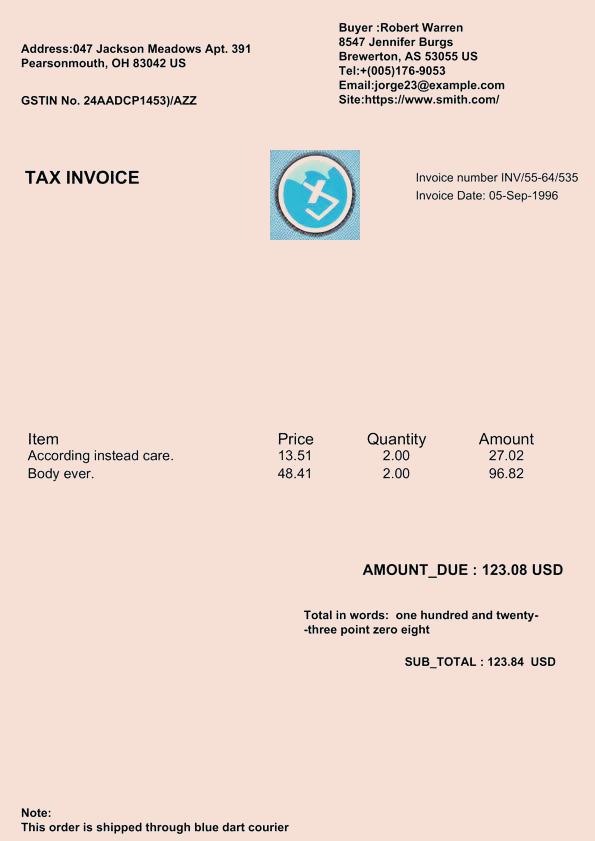 Address:047 Jackson Meadows Apt. 391
Pearsonmouth, OH 83042 US
GSTIN No. 24AADCP1453)/AZZ
Buyer :Robert Warren
8547 Jennifer Burgs
Brewerton, AS 53055 US
Tel:+(005)176-9053
Email:jorge23@example.com
Site:https://www.smith.com/
TAX INVOICE
Invoice number INV/55-64/535
Invoice Date: 05-Sep-1996
Item Price Quantity Amount
According instead care. 13.51 2.00 27.02
Body ever. 48.41 2.00 96.82
AMOUNT_DUE : 123.08 USD
Total in words:  one hundred and twenty-
-three point zero eight
SUB_TOTAL : 123.84  USD
Note:
This order is shipped through blue dart courier